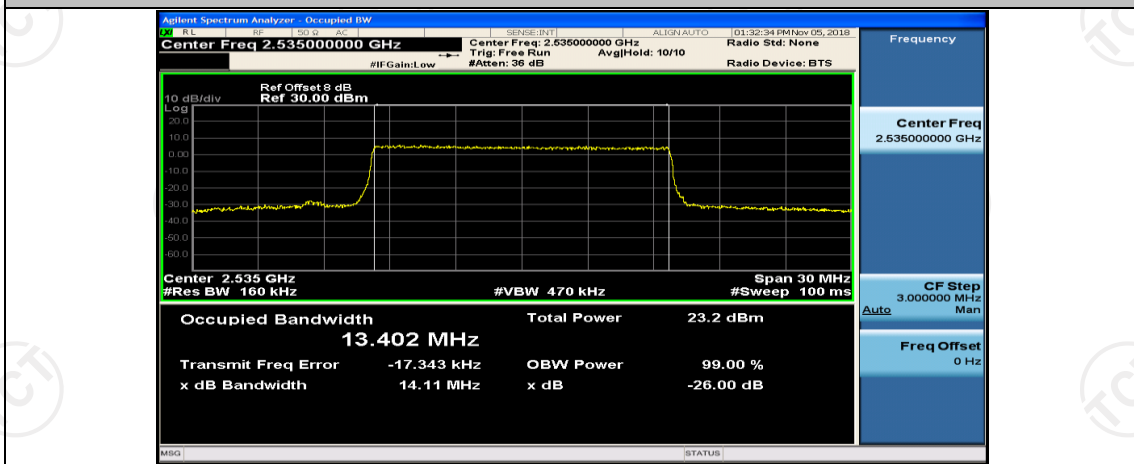 Agilent Spectrum Analyzer - Occupied BW
LXI RL RF 50 Ω AC SENSE:INT ALIGN AUTO 01:32:34 PM Nov 05, 2018
Center Freq 2.535000000 GHz
Center Freq: 2.535000000 GHz
Radio Std: None
Trig: Free Run Avg|Hold: 10/10
#IFGain:Low #Atten: 36 dB Radio Device: BTS
Ref Offset 8 dB
10 dB/div Ref 30.00 dBm
Log
20.0
10.0
0.00
-10.0
-20.0
-30.0
-40.0
-50.0
-60.0
Center 2.535 GHz Span 30 MHz
#Res BW 160 kHz #VBW 470 kHz #Sweep 100 ms
Occupied Bandwidth Total Power 23.2 dBm
13.402 MHz
Transmit Freq Error -17.343 kHz OBW Power 99.00 %
x dB Bandwidth 14.11 MHz x dB -26.00 dB
MSG STATUS
Frequency
Center Freq
2.535000000 GHz
CF Step
3.000000 MHz
Auto Man
Freq Offset
0 Hz
TCT